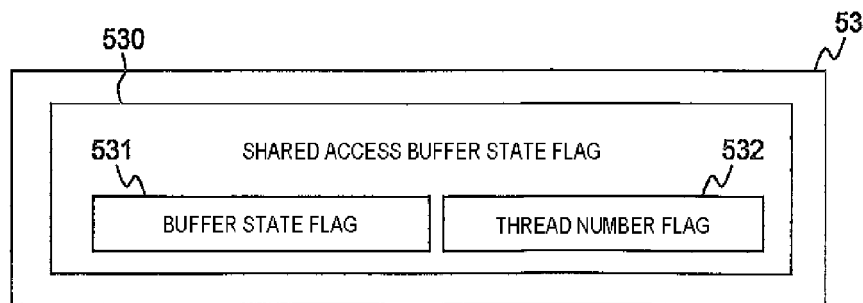 53
530
SHARED ACCESS BUFFER STATE FLAG
531
532
BUFFER STATE FLAG
THREAD NUMBER FLAG